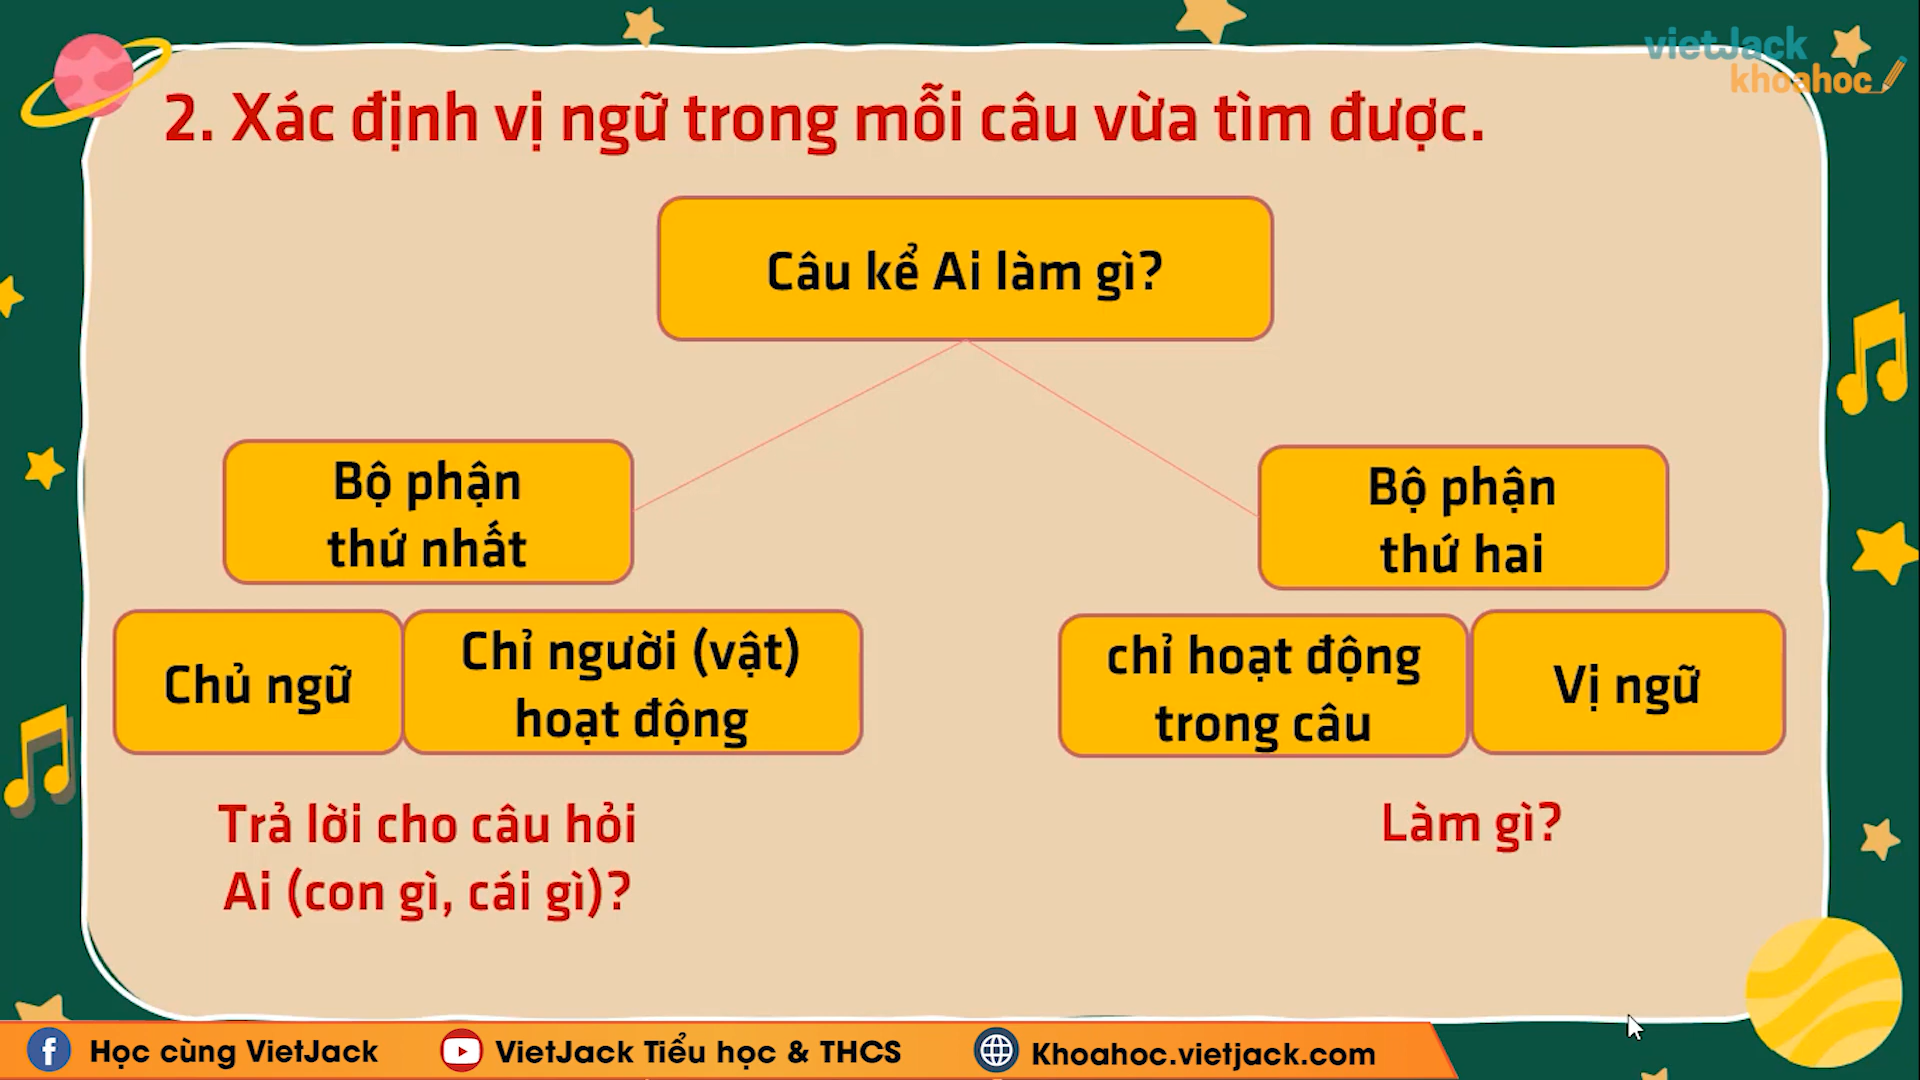 vietJack
khoahoc
2. Xác định vị ngữ trong mỗi câu vừa tìm được.
Câu kể Ai làm gì?
Bộ phận
thứ nhất
Bộ phận
thứ hai
Chủ ngữ
Chỉ người (vật)
hoạt động
chỉ hoạt động
trong câu
Vị ngữ
Trả lời cho câu hỏi
Ai (con gì, cái gì)?
Làm gì?
Học cùng VietJack
VietJack Tiểu học & THCS
Khoahoc.vietjack.com